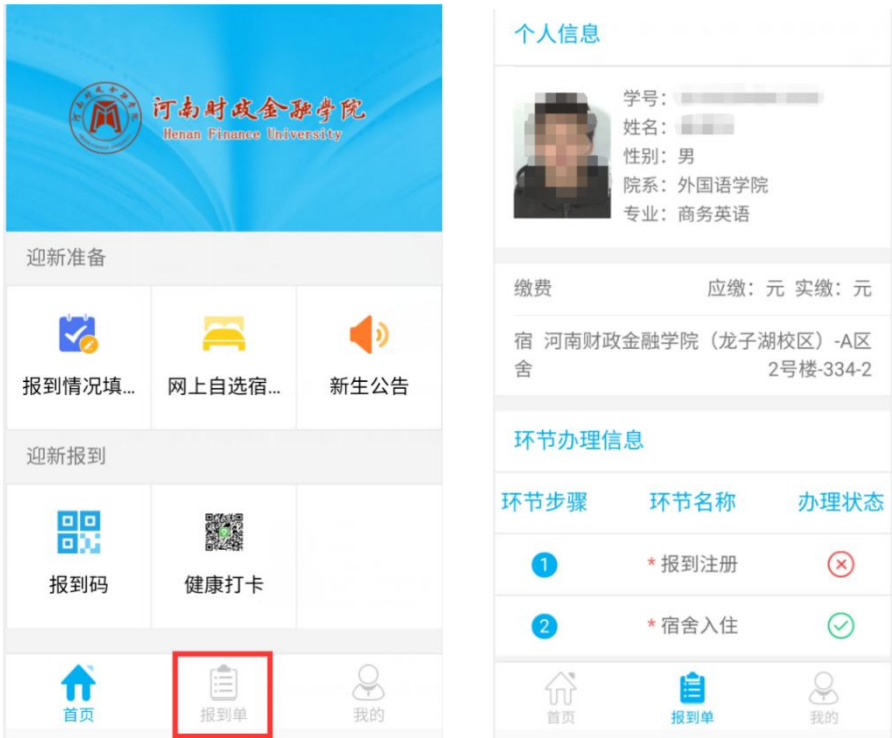 河南财政金融学院
Henan Finance University
迎新准备
报到情况填...
网上自选宿...
新生公告
迎新报到
报到码
健康打卡
首页
报到单
我的
个人信息
学号：
姓名：
性别：男
院系：外国语学院
专业：商务英语
缴费 应缴：元 实缴：元
宿 河南财政金融学院（龙子湖校区）-A区
舍 2号楼-334-2
环节办理信息
环节步骤 环节名称 办理状态
1 *报到注册
2 *宿舍入住
首页
报到单
我的